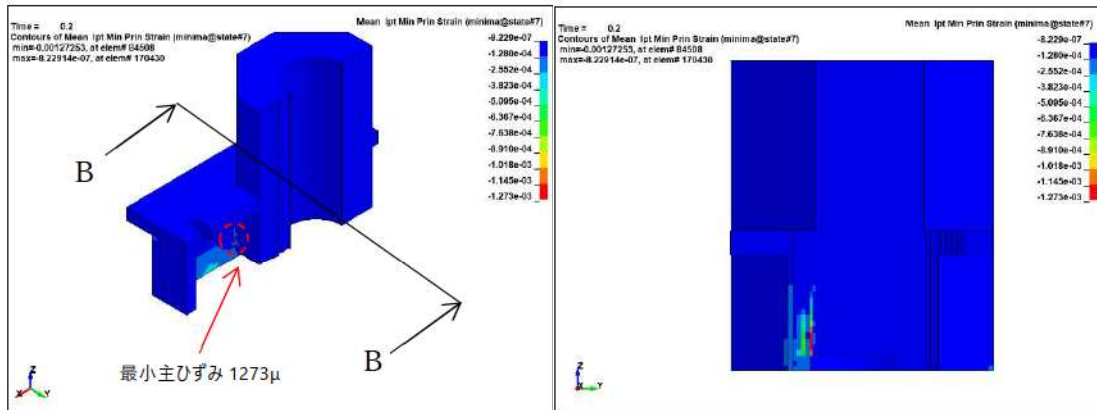 Time = 0.2
Contours of Mean Ipt Min Prin Strain (minima@state#7)
min=-0.00127253, at elem# 84508
max=-8.22914e-07, at elem# 170430
Mean Ipt Min Prin Strain (minima@state#7)
-8.229e-07
-1.280e-04
-2.552e-04
-3.823e-04
-5.095e-04
-6.367e-04
-7.638e-04
-8.910e-04
-1.018e-03
-1.145e-03
-1.273e-03
B
B
最小主ひずみ 1273μ
Z
X
Y
Time = 0.2
Contours of Mean Ipt Min Prin Strain (minima@state#7)
min=-0.00127253, at elem# 84508
max=-8.22914e-07, at elem# 170430
Mean Ipt Min Prin Strain (minima@state#7)
-8.229e-07
-1.280e-04
-2.552e-04
-3.823e-04
-5.095e-04
-6.367e-04
-7.638e-04
-8.910e-04
-1.018e-03
-1.145e-03
-1.273e-03
Z
X
Y